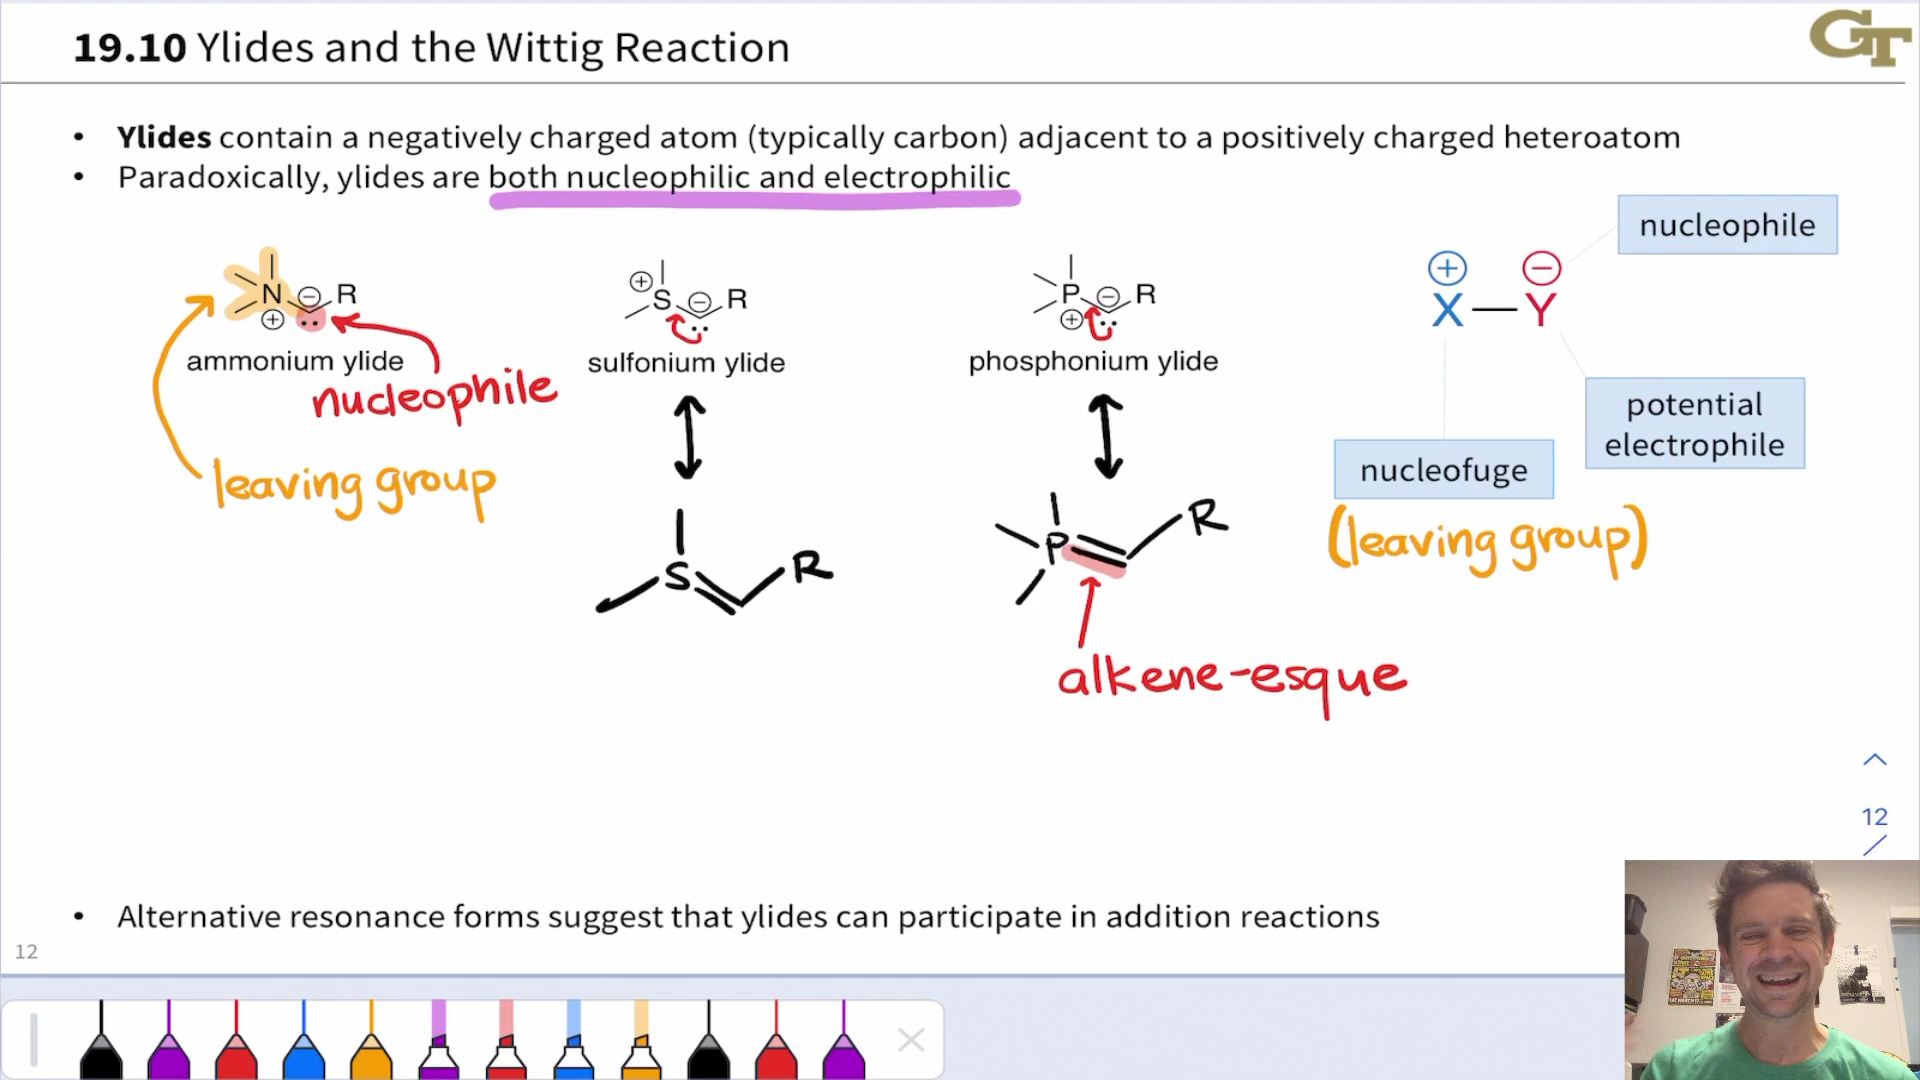 19.10 Ylides and the Wittig Reaction
GT
• Ylides contain a negatively charged atom (typically carbon) adjacent to a positively charged heteroatom
• Paradoxically, ylides are both nucleophilic and electrophilic
N ⊕ ⊖ R
ammonium ylide
nucleophile
leaving group
⊕ S ⊖ R
sulfonium ylide
S R
P ⊕ ⊖ R
phosphonium ylide
P R
alkene-esque
⊕ ⊖
X — Y
nucleophile
potential
electrophile
nucleofuge
(leaving group)
• Alternative resonance forms suggest that ylides can participate in addition reactions
12
12